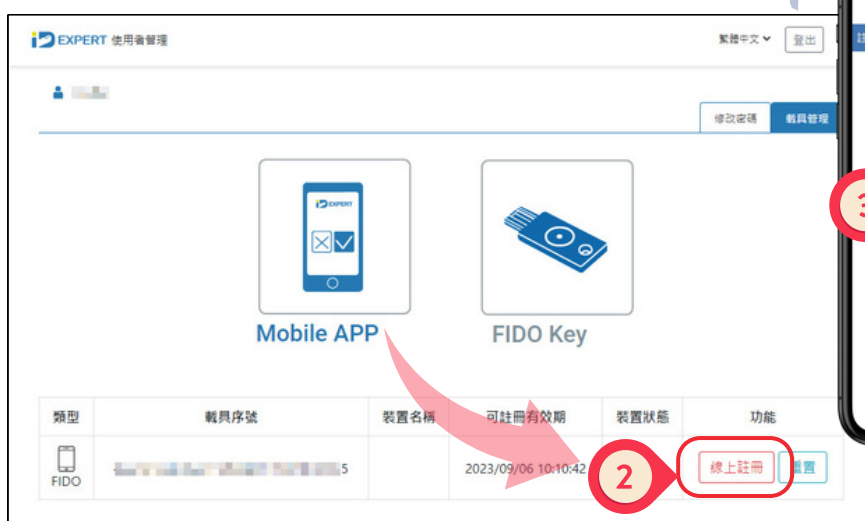 iD EXPERT 使用者管理
繁體中文 登出
註
修改密碼 載具管理
iD EXPERT
3
Mobile APP FIDO Key
類型 載具序號 裝置名稱 可註冊有效期 裝置狀態 功能
FIDO 5 2023/09/06 10:10:42 2 線上註冊 重置